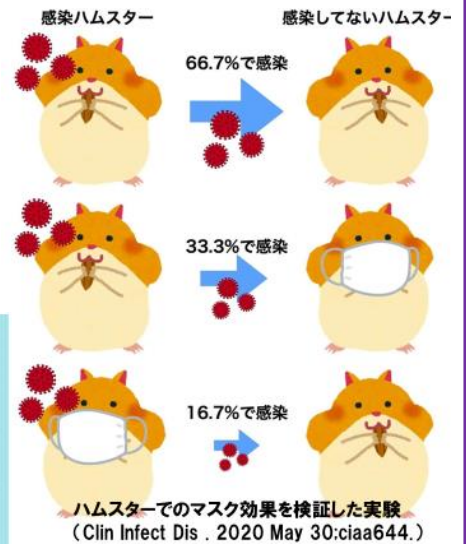 感染ハムスター
感染してないハムスター
66.7%で感染
33.3%で感染
16.7%で感染
ハムスターでのマスク効果を検証した実験
(Clin Infect Dis . 2020 May 30:ciaa644.)